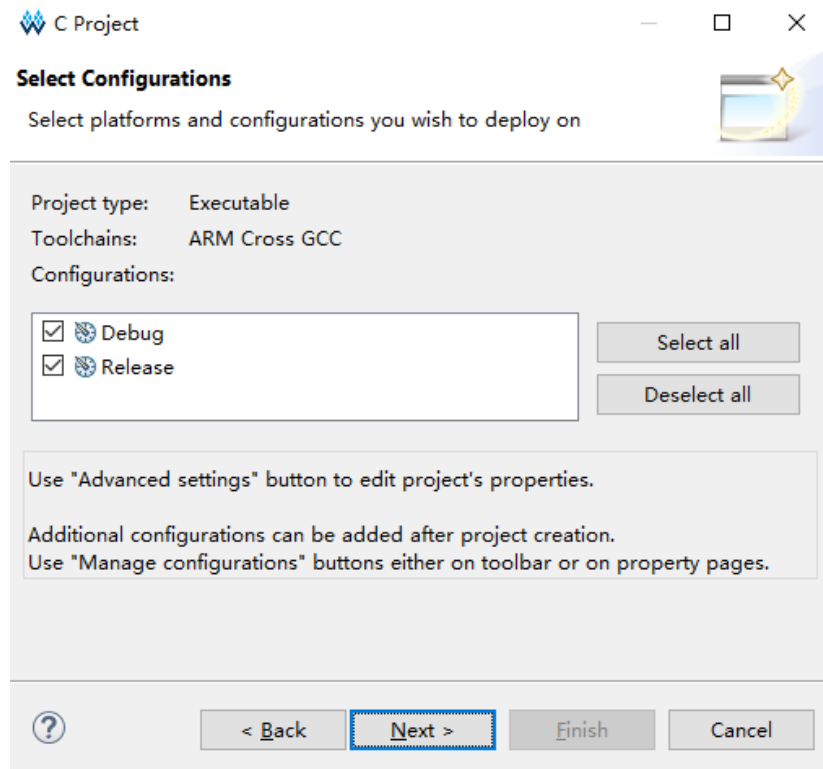 C Project
Select Configurations
Select platforms and configurations you wish to deploy on
Project type: Executable
Toolchains: ARM Cross GCC
Configurations:
Debug
Release
Select all
Deselect all
Use "Advanced settings" button to edit project's properties.
Additional configurations can be added after project creation.
Use "Manage configurations" buttons either on toolbar or on property pages.
?
< Back
Next >
Finish
Cancel